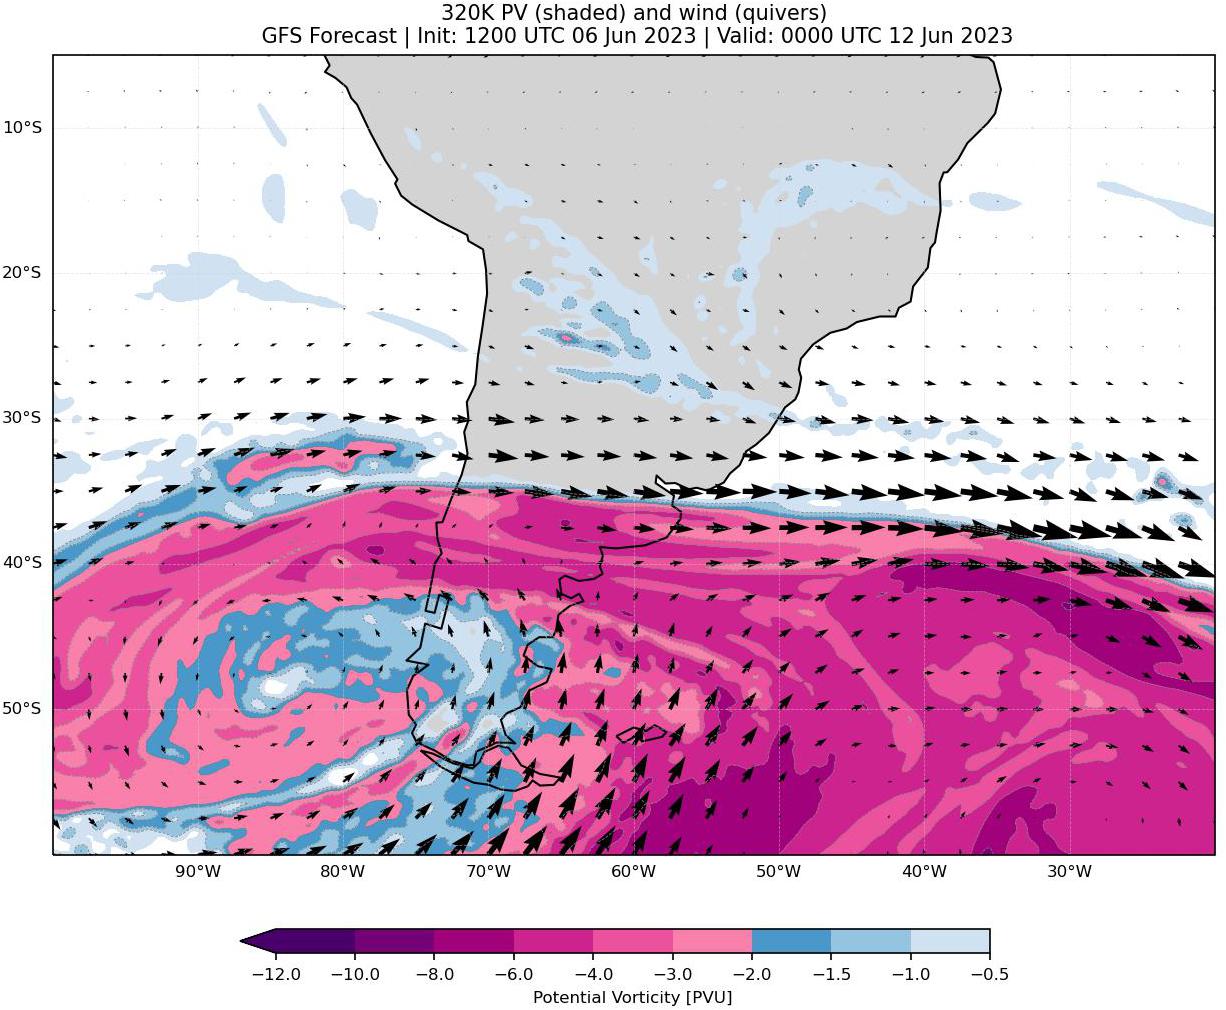 320K PV (shaded) and wind (quivers)
GFS Forecast | Init: 1200 UTC 06 Jun 2023 | Valid: 0000 UTC 12 Jun 2023
10°S
20°S
30°S
40°S
50°S
90°W 80°W 70°W 60°W 50°W 40°W 30°W
−12.0 −10.0 −8.0 −6.0 −4.0 −3.0 −2.0 −1.5 −1.0 −0.5
Potential Vorticity [PVU]